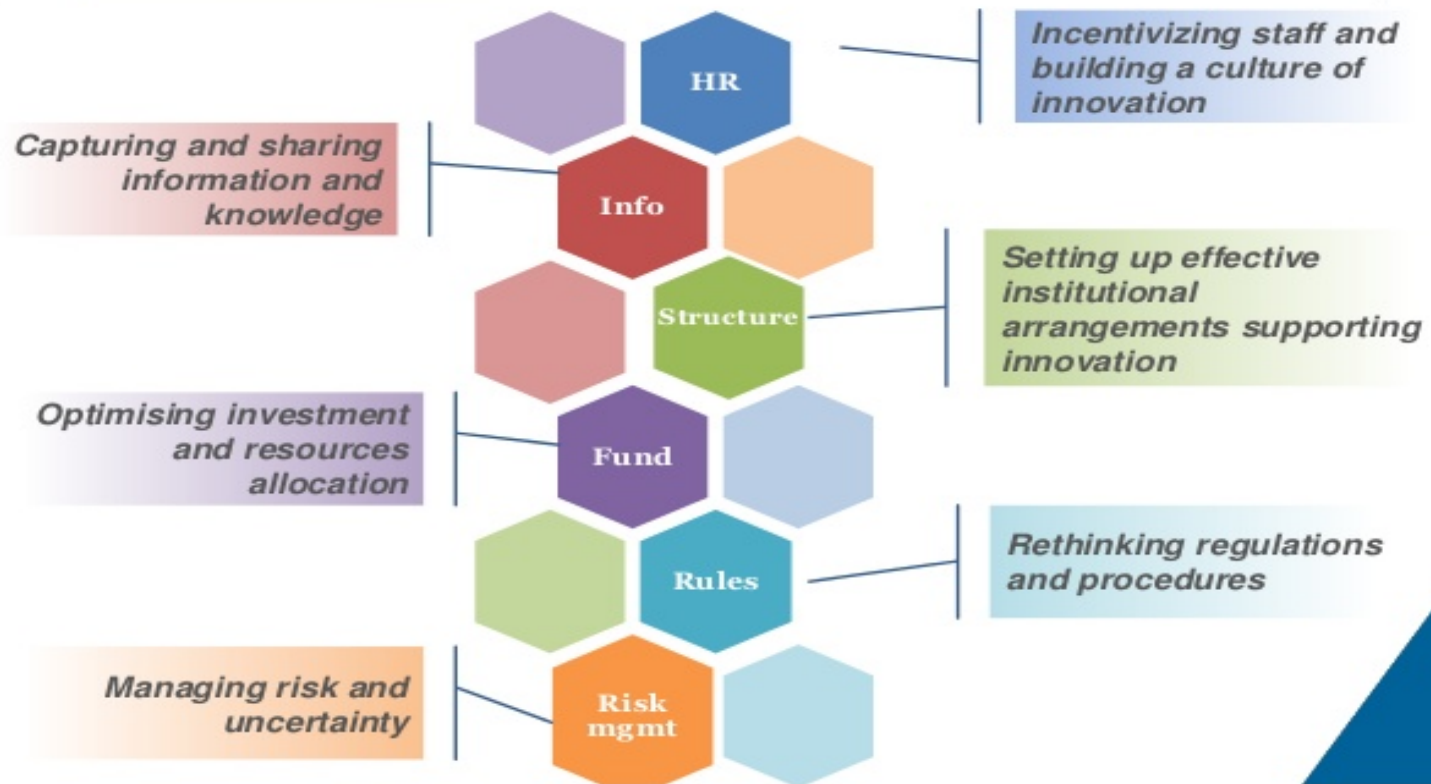 HR
Incentivizing staff and
building a culture of
innovation
Capturing and sharing
information and
knowledge
Info
Structure
Setting up effective
institutional
arrangements supporting
innovation
Optimising investment
and resources
allocation
Fund
Rules
Rethinking regulations
and procedures
Managing risk and
uncertainty
Risk
mgmt